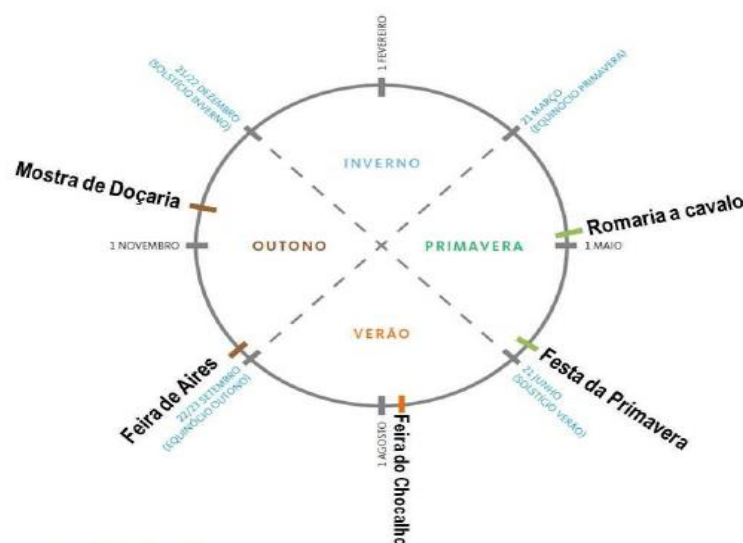 1 FEVEREIRO
21/22 DEZEMBRO
(SOLSTÍCIO INVERNO)
21 MARÇO
(EQUINÓCIO PRIMAVERA)
INVERNO
Mostra de Doçaria
Romaria a cavalo
1 NOVEMBRO
OUTONO
PRIMAVERA
1 MAIO
VERÃO
Feira de Aires
22/23 SETEMBRO
(EQUINÓCIO OUTONO)
1 AGOSTO
Feira do Chocalho
21 JUNHO
(SOLSTÍCIO VERÃO)
Festa da Primavera